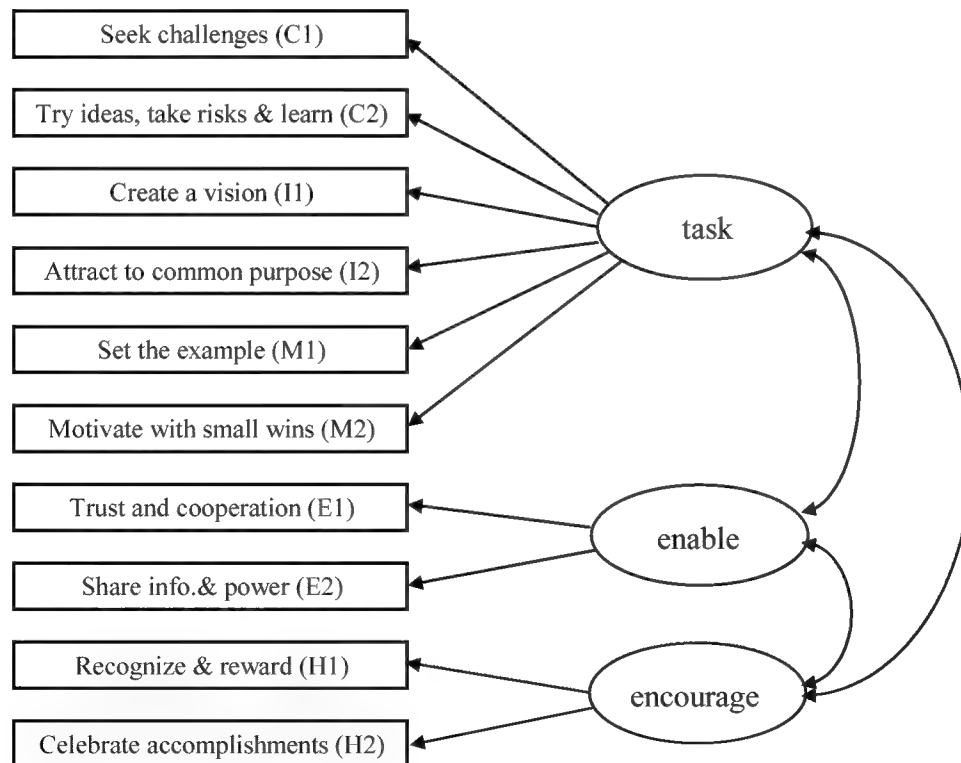 Seek challenges (C1)
Try ideas, take risks & learn (C2)
Create a vision (I1)
Attract to common purpose (I2)
Set the example (M1)
Motivate with small wins (M2)
Trust and cooperation (E1)
Share info.& power (E2)
Recognize & reward (H1)
Celebrate accomplishments (H2)
task
enable
encourage